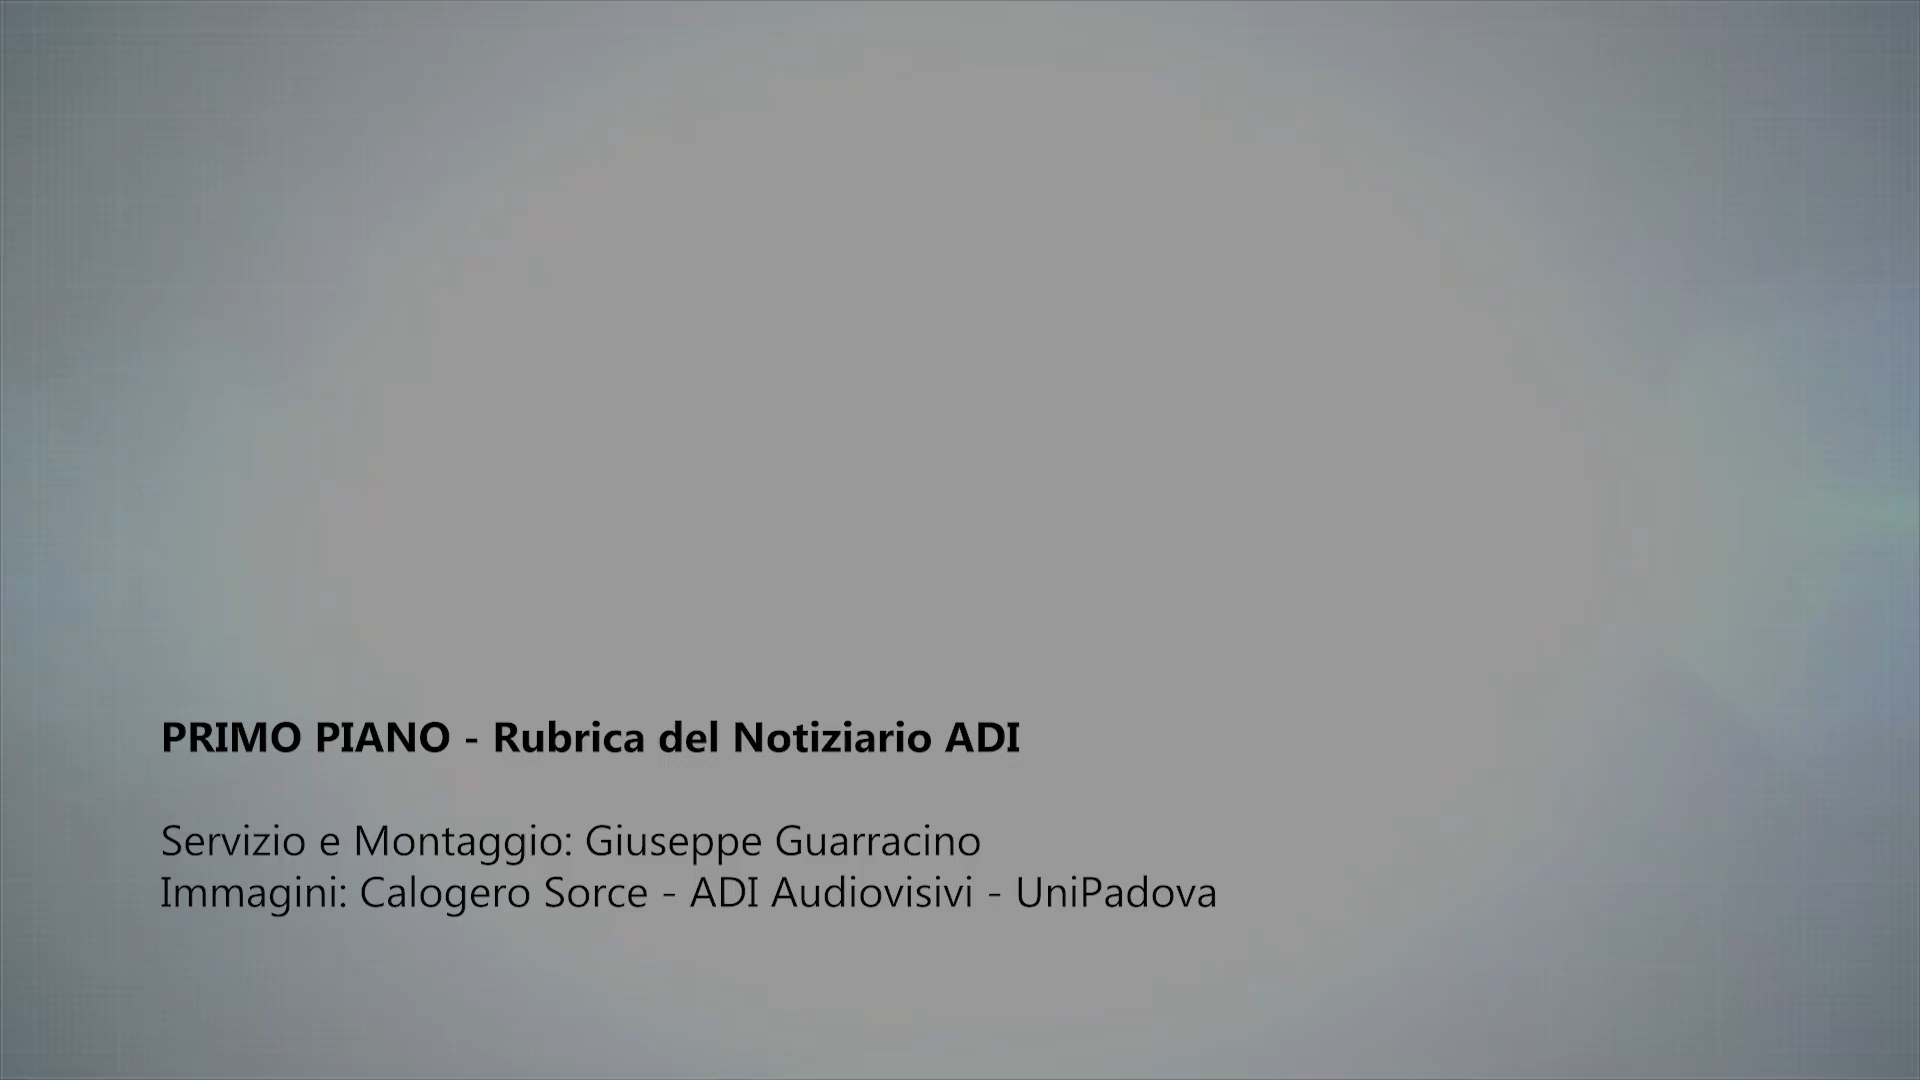 PRIMO PIANO - Rubrica del Notiziario ADI
Servizio e Montaggio: Giuseppe Guarracino
Immagini: Calogero Sorce - ADI Audiovisivi - UniPadova